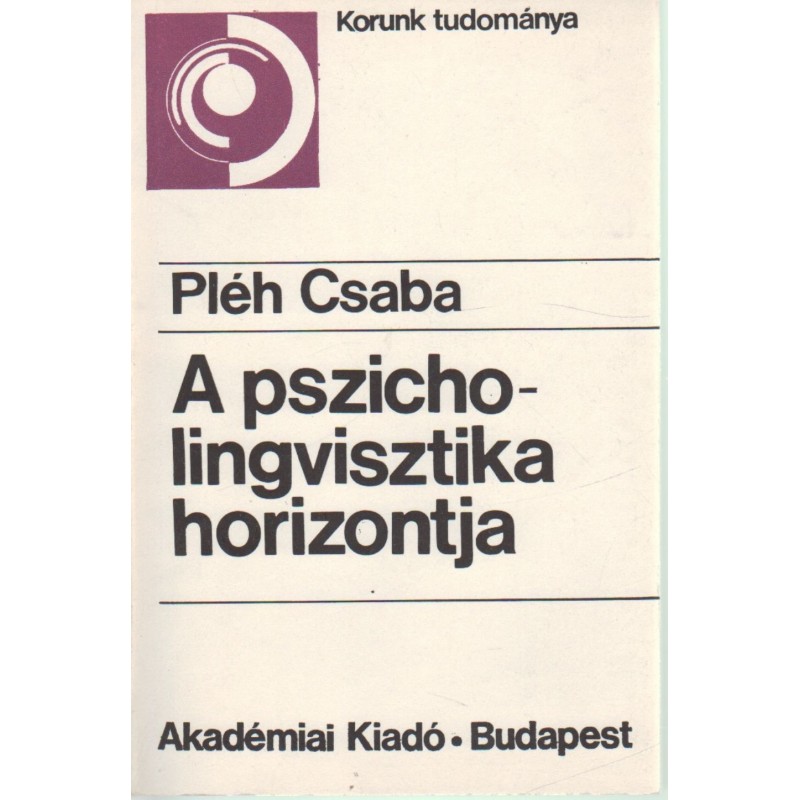 Korunk tudománya
Pléh Csaba
A pszicho-
lingvisztika
horizontja
Akadémiai Kiadó • Budapest